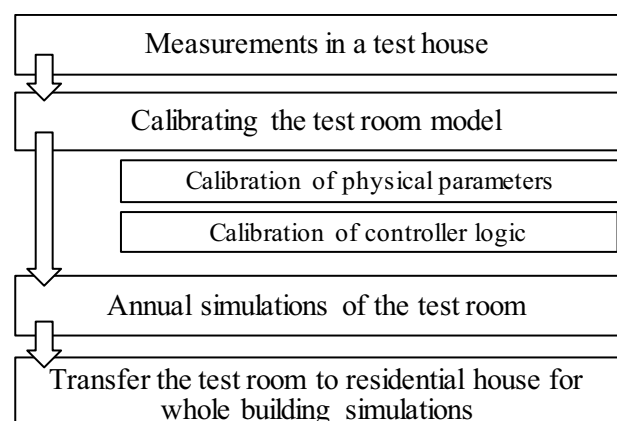 Measurements in a test house
Calibrating the test room model
Calibration of physical parameters
Calibration of controller logic
Annual simulations of the test room
Transfer the test room to residential house for
whole building simulations